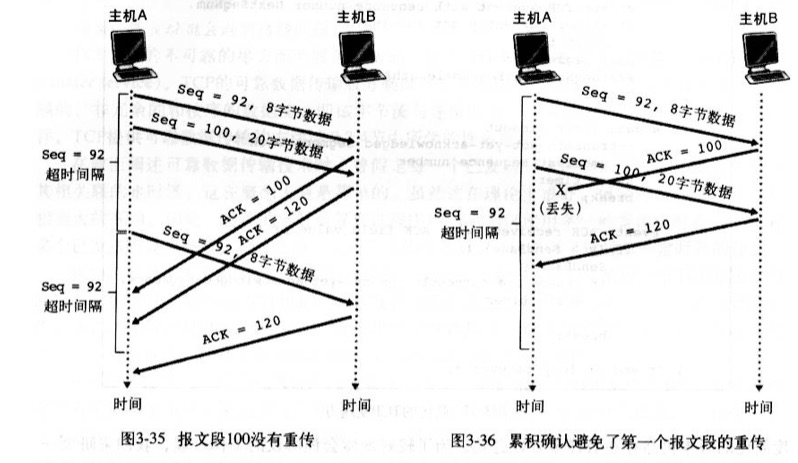 主机A
主机B
Seq = 92, 8字节数据
Seq = 100, 20字节数据
Seq = 92
超时间隔
ACK = 100
ACK = 120
Seq = 92, 8字节数据
Seq = 92
超时间隔
ACK = 120
时间
时间
图3-35 报文段100没有重传
主机A
主机B
Seq = 92, 8字节数据
ACK = 100
Seq = 100, 20字节数据
X
(丢失)
Seq = 92
超时间隔
ACK = 120
时间
时间
图3-36 累积确认避免了第一个报文段的重传